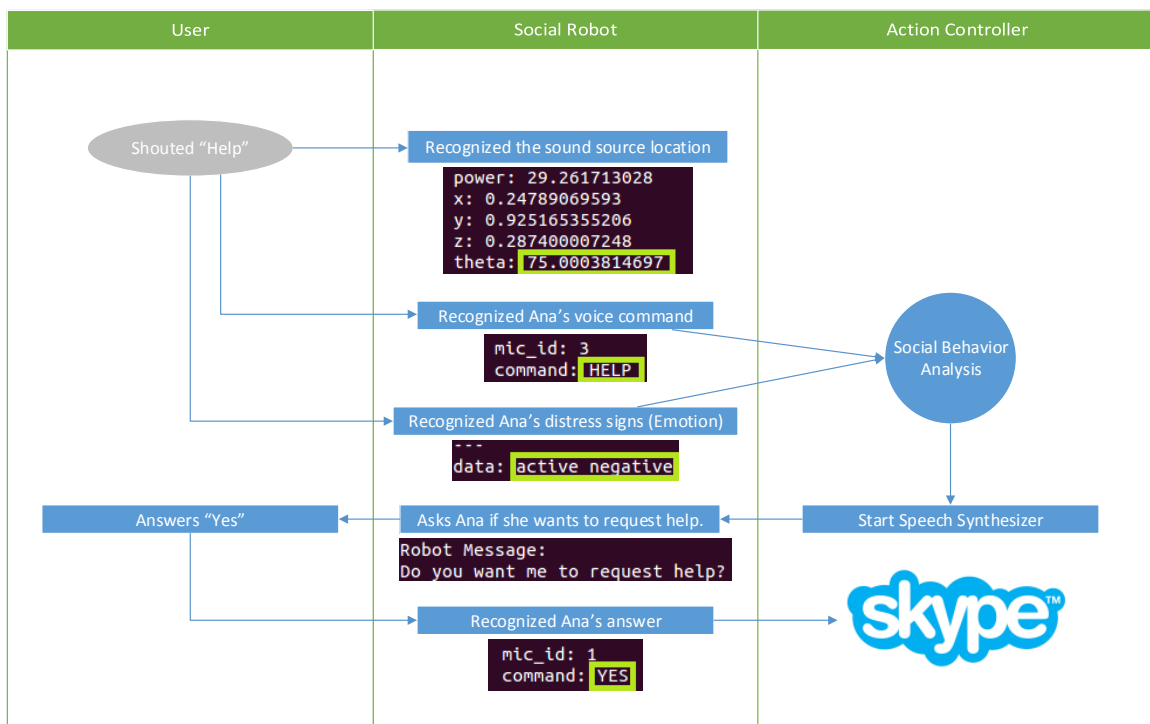 User
Social Robot
Action Controller
Shouted “Help”
Recognized the sound source location
power: 29.261713028
x: 0.24789069593
y: 0.925165355206
z: 0.287400007248
theta: 75.0003814697
Recognized Ana’s voice command
mic_id: 3
command: HELP
Social Behavior
Analysis
Recognized Ana’s distress signs (Emotion)
---
data: active negative
Answers “Yes”
Asks Ana if she wants to request help.
Start Speech Synthesizer
Robot Message:
Do you want me to request help?
Recognized Ana’s answer
mic_id: 1
command: YES
skype™